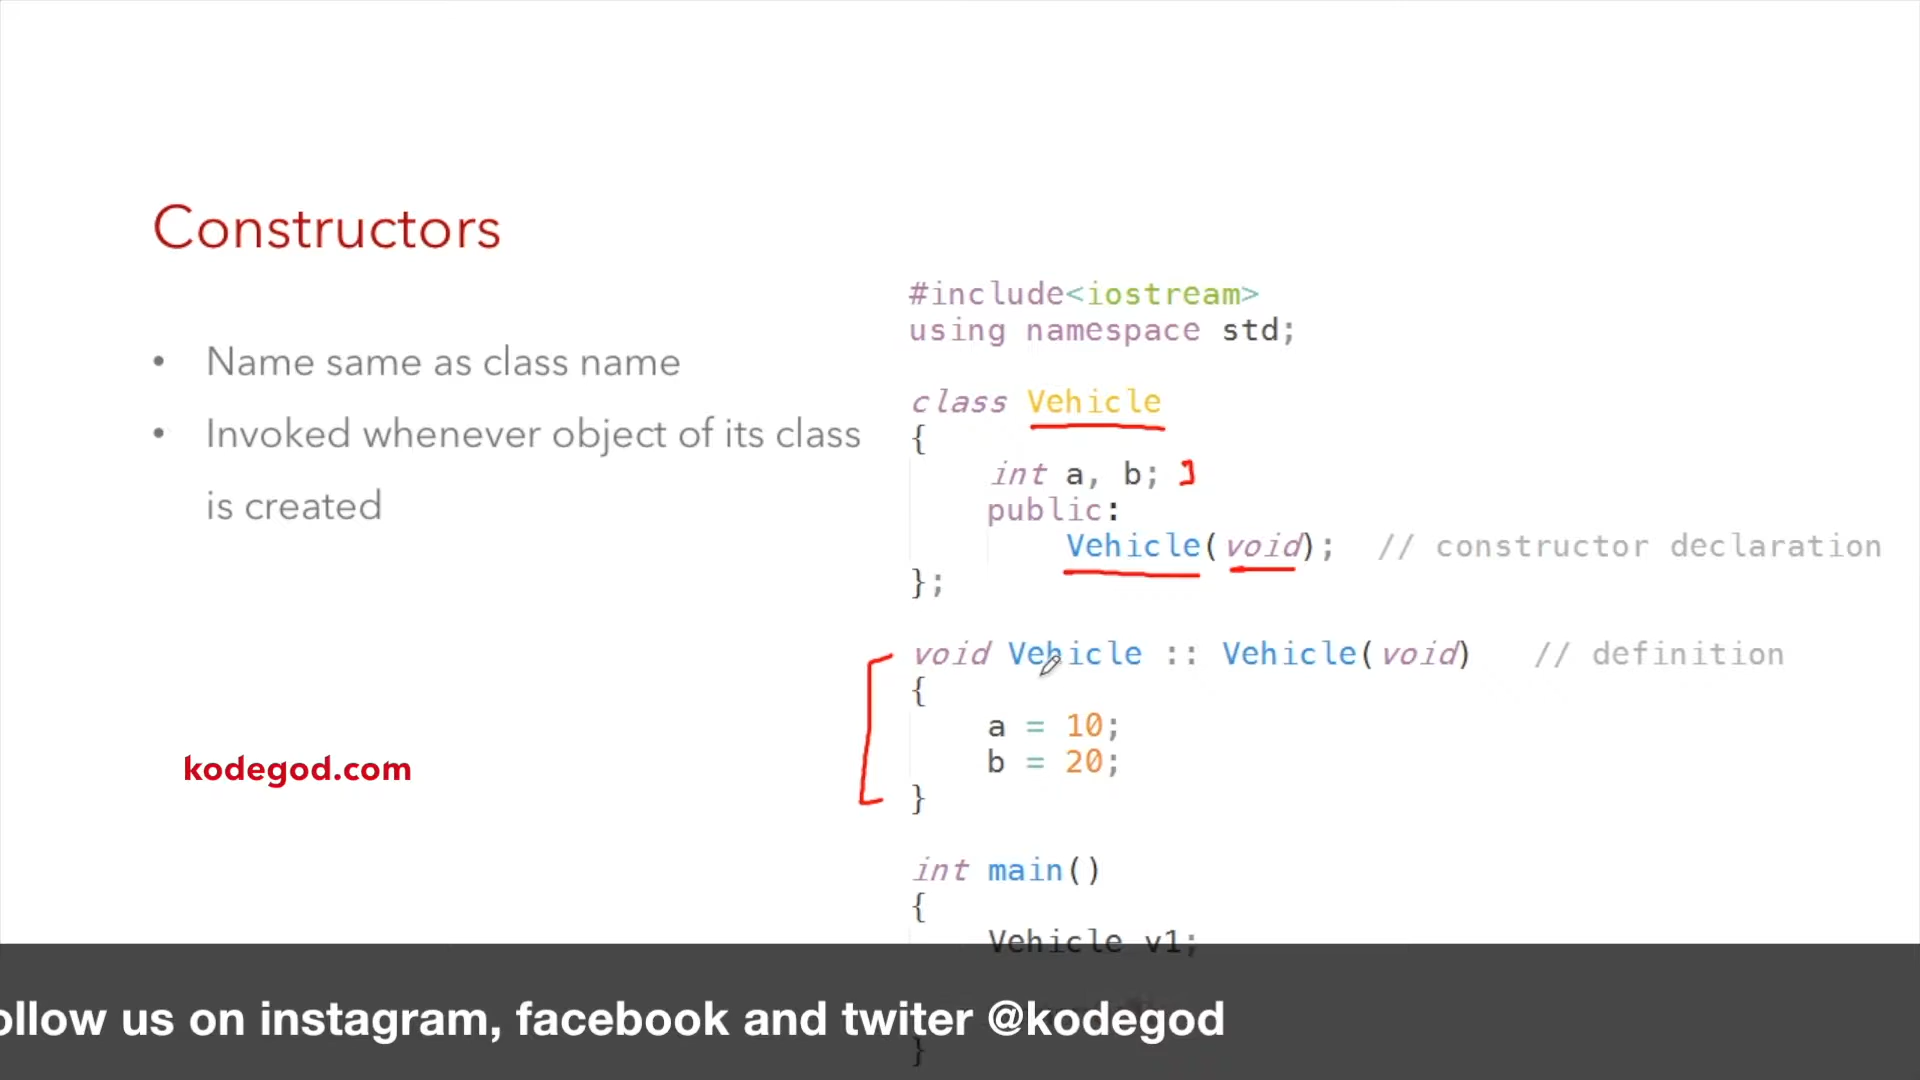 Constructors
• Name same as class name
• Invoked whenever object of its class
is created
kodegod.com
#include<iostream>
using namespace std;
class Vehicle
{
int a, b;
public:
Vehicle(void); // constructor declaration
};
void Vehicle :: Vehicle(void) // definition
{
a = 10;
b = 20;
}
int main()
{
Vehicle v1;
}
ollow us on instagram, facebook and twiter @kodegod